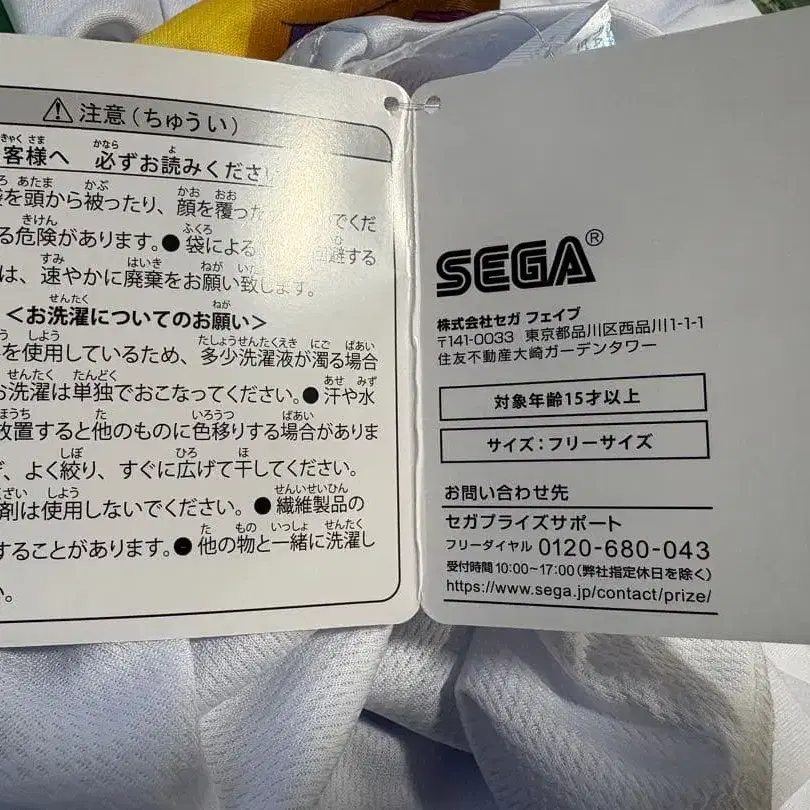 ⚠ 注意(ちゅうい)
客様へ 必ずお読みくださ
を頭から被ったり、顔を覆っ でくだ
る危険があります。●袋による 回避する
は、速やかに廃棄をお願い致します。
<お洗濯についてのお願い>
を使用しているため、多少洗濯液が濁る場合
お洗濯は単独でおこなってください。●汗や水
放置すると他のものに色移りする場合がありま
、よく絞り、すぐに広げて干してください。
剤は使用しないでください。●繊維製品の
することがあります。●他の物と一緒に洗濯し
い。
SEGA®
株式会社セガ フェイブ
〒141-0033 東京都品川区西品川1-1-1
住友不動産大崎ガーデンタワー
対象年齢15才以上
サイズ:フリーサイズ
お問い合わせ先
セガプライズサポート
フリーダイヤル 0120-680-043
受付時間10:00~17:00(弊社指定休日を除く)
https://www.sega.jp/contact/prize/